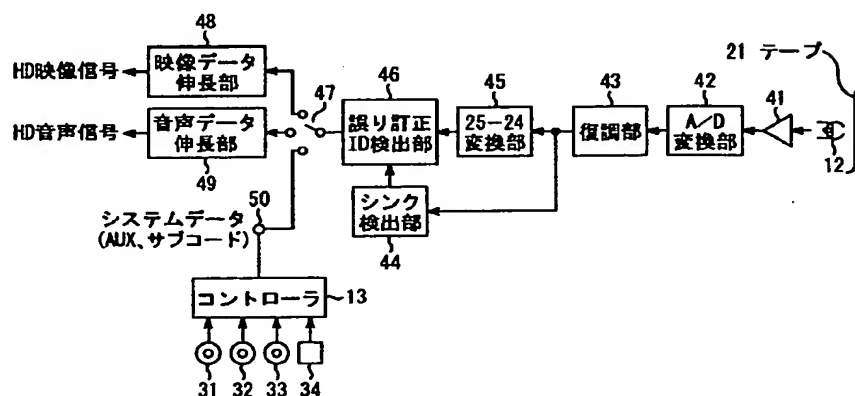 48
HD映像信号
映像データ
伸長部
47
HD音声信号
音声データ
伸長部
49
46
誤り訂正
ID検出部
45
25-24
変換部
43
復調部
42
A/D
変換部
41
21 テープ
12
シンク
検出部
44
システムデータ
(AUX、サブコード)
50
コントローラ
13
31
32
33
34